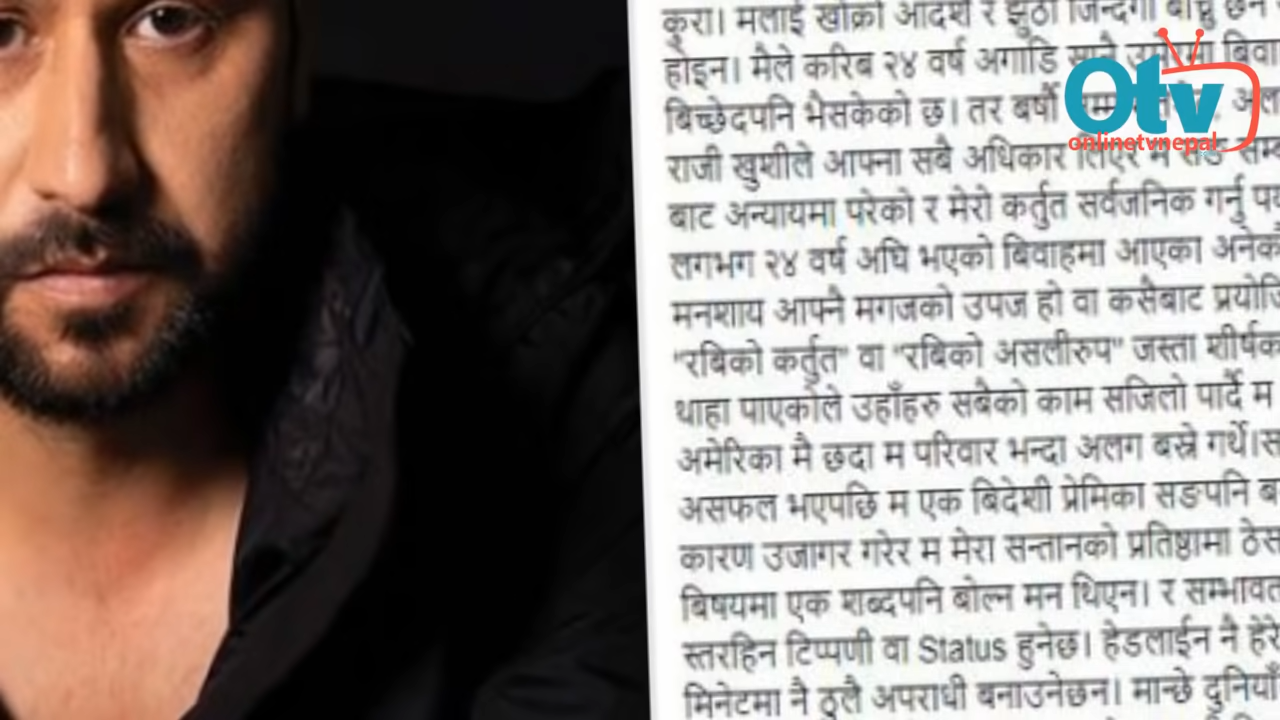 कुरा। मलाई खोक्रो आदर्श र झुठो जिन्दगी बाँच्नु
होइन। मैले करिब २४ वर्ष अगाडि सानै उमेरमा
बिच्छेदपनि भैसकेको छ। तर बर्षौ
राजी खुशीले आफ्ना सबै अधिकार लिएर म सङ
बाट अन्यायमा परेको र मेरो कर्तुत सर्वजनिक गर्नु
लगभग २४ वर्ष अघि भएको बिवाहमा आएका
मनशाय आफ्नै मगजको उपज हो वा कसैबाट
"रबिको कर्तुत" वा "रबिको असलीरुप" जस्ता शीर्षक
थाहा पाएकोले उहाँहरु सबैको काम सजिलो पार्दै म
अमेरिका मै छदा म परिवार भन्दा अलग बस्ने गर्थे।
असफल भएपछि म एक बिदेशी प्रेमिका सङपनि
कारण उजागर गरेर म मेरा सन्तानको प्रतिष्ठामा
बिषयमा एक शब्दपनि बोल्न मन थिएन। र
स्तरहिन टिप्पणी वा Status हुनेछ। हेडलाईन नै
मिनेटमा नै ठुलै अपराधी बनाउनेछन। मान्छे
Otv
onlinetvnepal